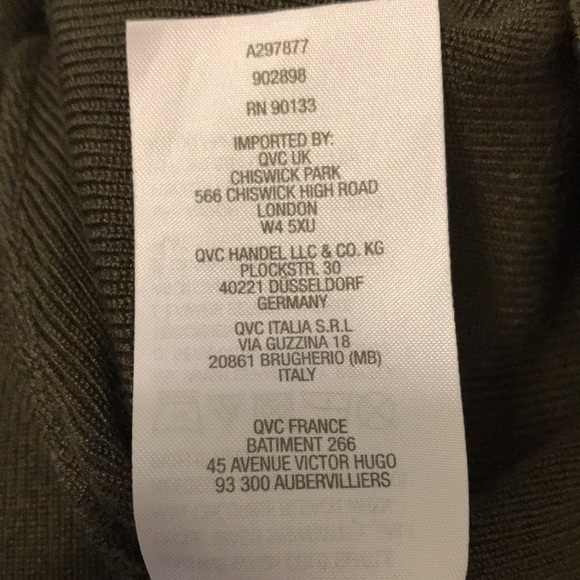 A297877
902898
RN 90133
IMPORTED BY:
QVC UK
CHISWICK PARK
566 CHISWICK HIGH ROAD
LONDON
W4 5XU
QVC HANDEL LLC & CO. KG
PLOCKSTR. 30
40221 DÜSSELDORF
GERMANY
QVC ITALIA S.R.L
VIA GUZZINA 18
20861 BRUGHERIO (MB)
ITALY
QVC FRANCE
BATIMENT 266
45 AVENUE VICTOR HUGO
93 300 AUBERVILLIERS